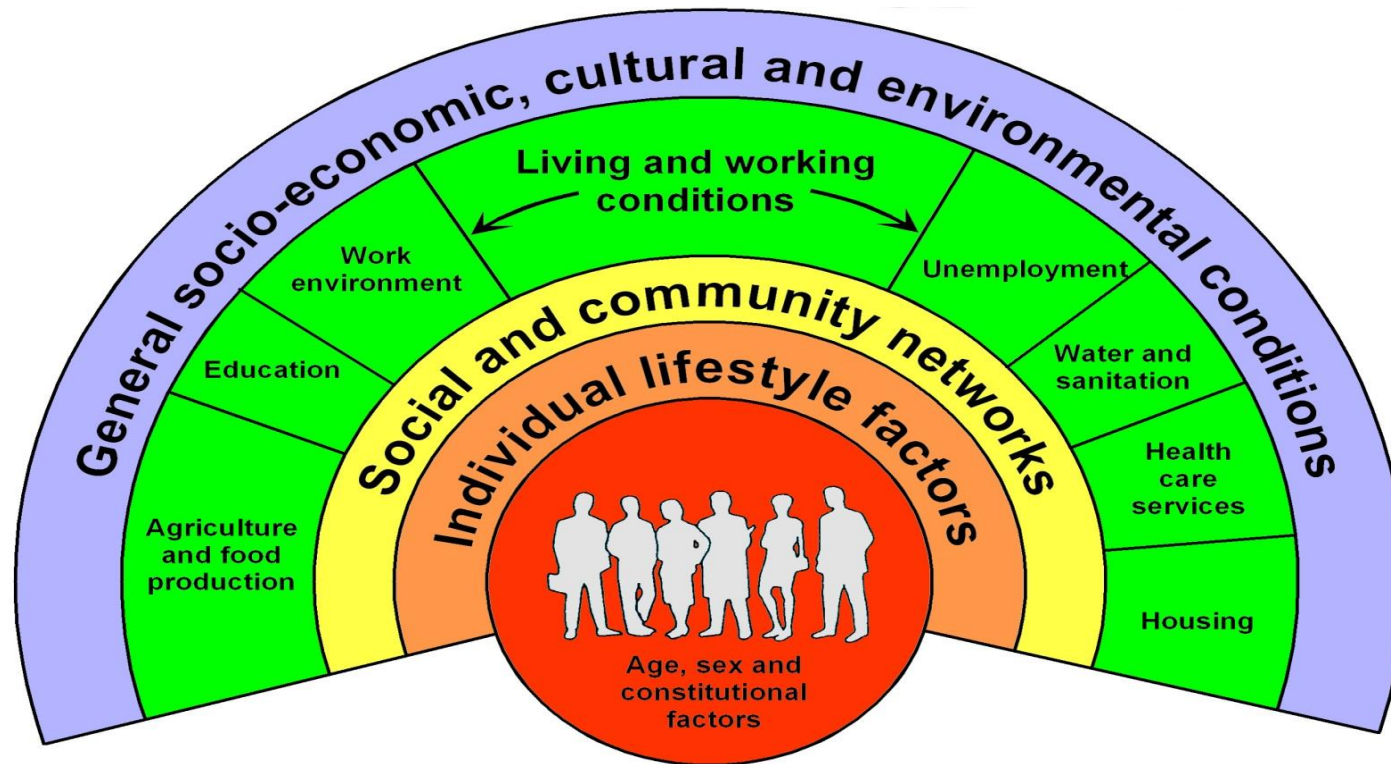 General socio-economic, cultural and environmental conditions
Living and working
conditions
Work
environment
Unemployment
Education
Water and
sanitation
Agriculture
and food
production
Health
care
services
Housing
Social and community networks
Individual lifestyle factors
Age, sex and
constitutional
factors